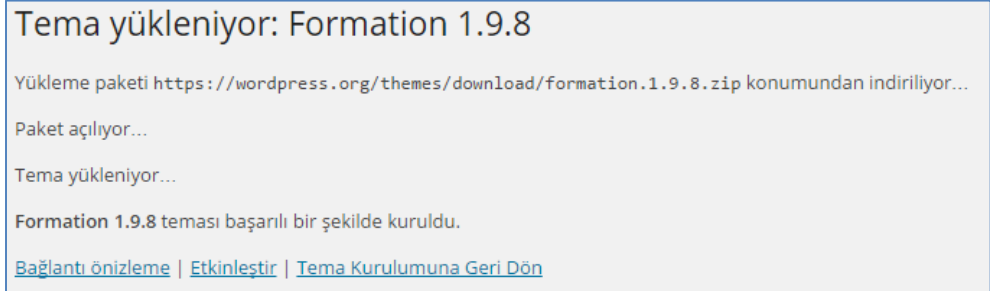 Tema yükleniyor: Formation 1.9.8
Yükleme paketi https://wordpress.org/themes/download/formation.1.9.8.zip konumundan indiriliyor…
Paket açılıyor…
Tema yükleniyor…
Formation 1.9.8 teması başarılı bir şekilde kuruldu.
Bağlantı önizleme | Etkinleştir | Tema Kurulumuna Geri Dön